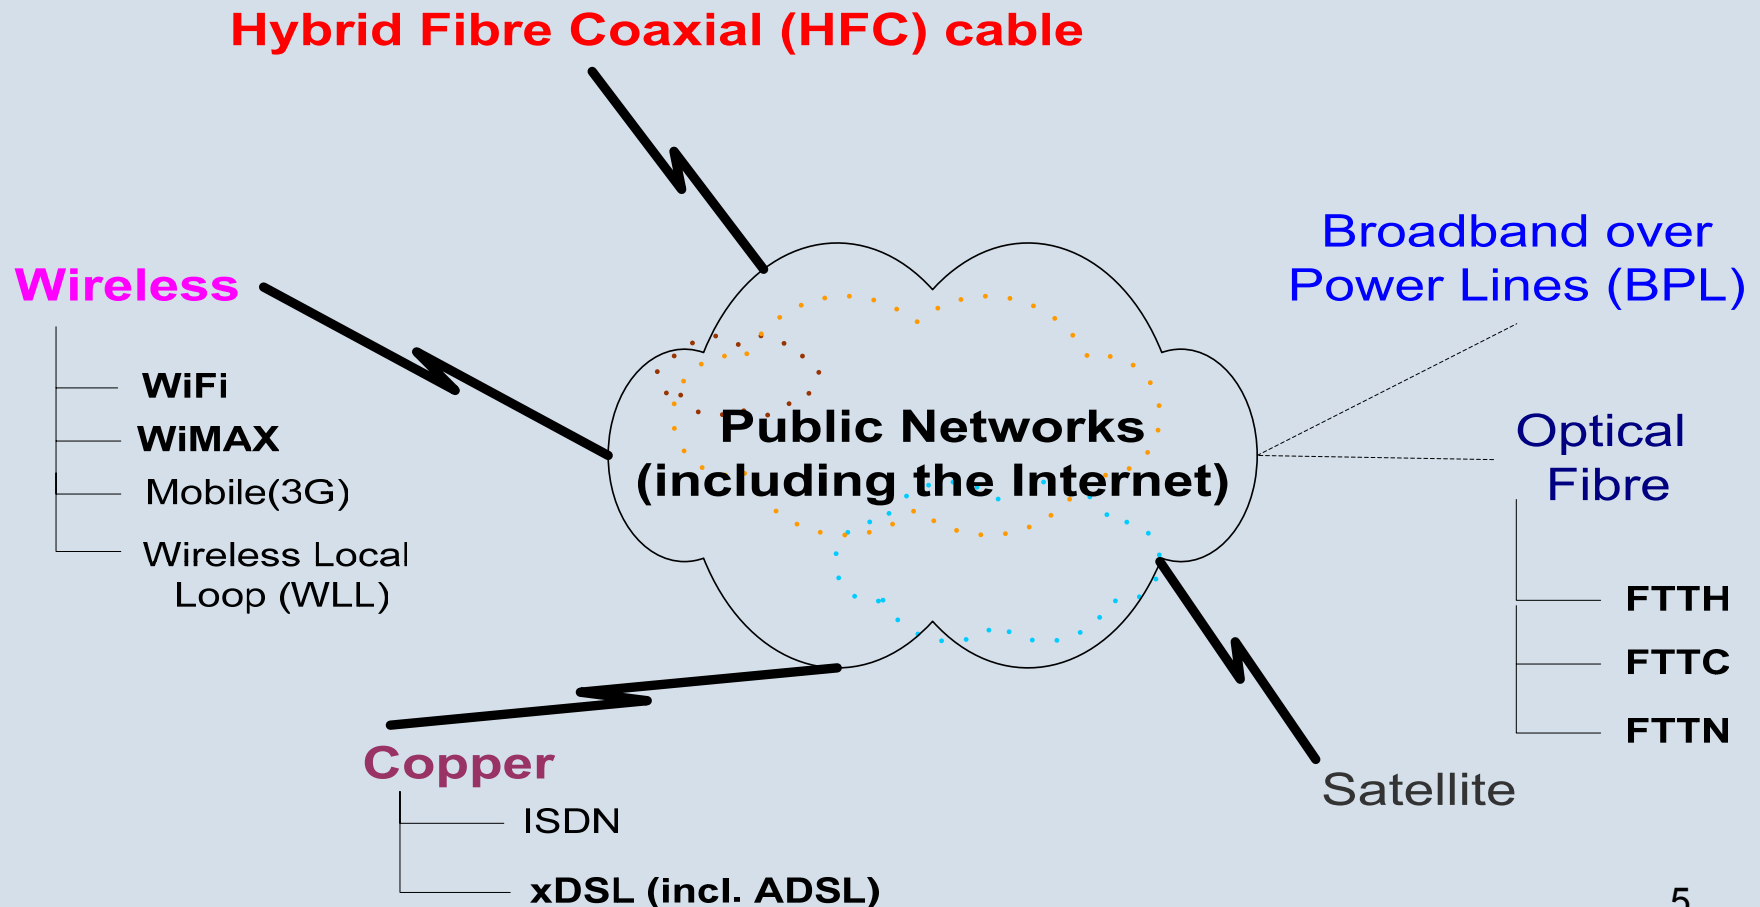 Hybrid Fibre Coaxial (HFC) cable
Broadband over
Power Lines (BPL)
Wireless
WiFi
WiMAX
Mobile(3G)
Wireless Local
Loop (WLL)
Public Networks
(including the Internet)
Optical
Fibre
FTTH
FTTC
FTTN
Copper
ISDN
xDSL (incl. ADSL)
Satellite
5